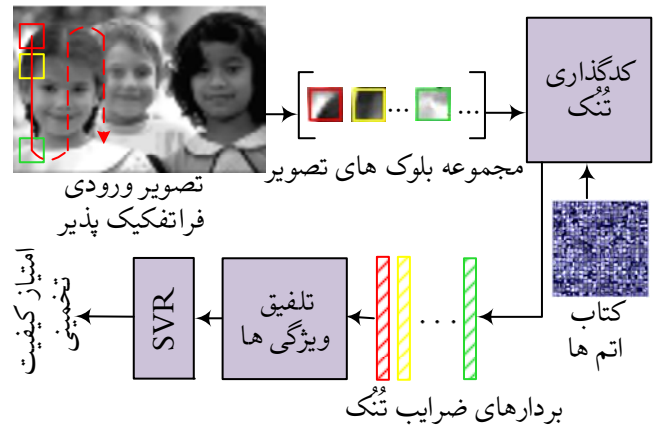 کدگذاری
تُنُک
...
...
مجموعه بلوک های تصویر
تصویر ورودی
فراتفکیک پذیر
کتاب
اتم ها
امتیاز کیفیت
تخمینی
SVR
تلفیق
ویژگی ها
...
بردارهای ضرایب تُنُک